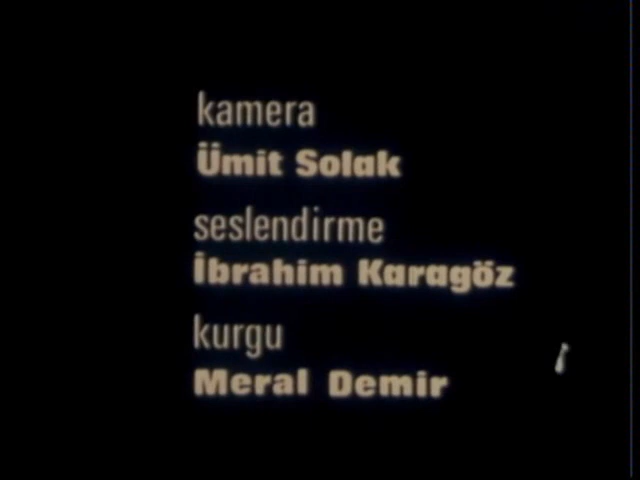 kamera
Ümit Solak
seslendirme
İbrahim Karagöz
kurgu
Meral Demir